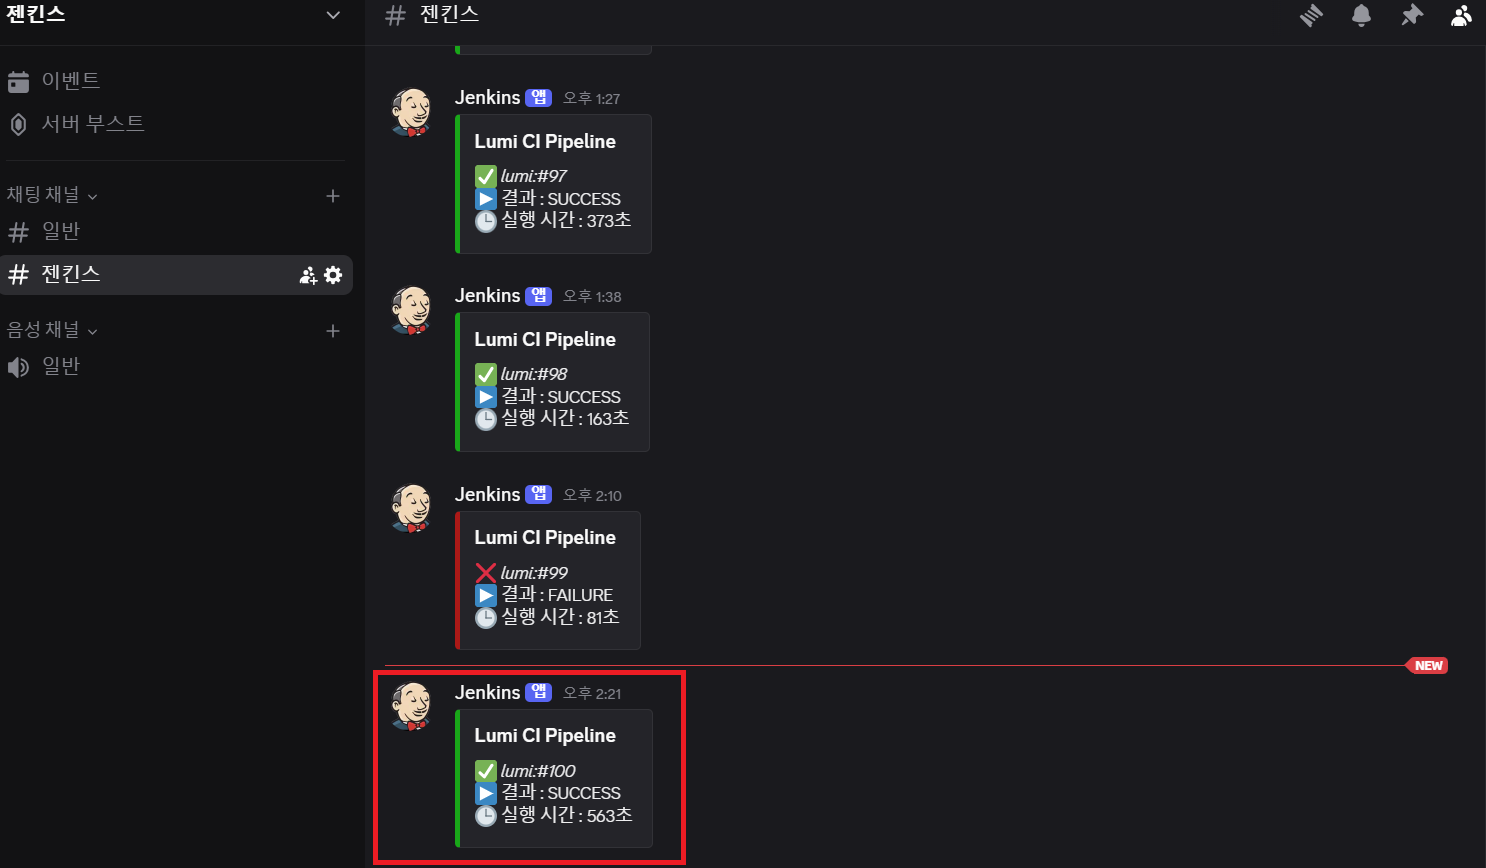 젠킨스
이벤트
서버 부스트
채팅 채널
일반
젠킨스
음성 채널
일반
젠킨스
Jenkins 앱 오후 1:27
Lumi CI Pipeline
lumi:#97
결과 : SUCCESS
실행 시간 : 373초
Jenkins 앱 오후 1:38
Lumi CI Pipeline
lumi:#98
결과 : SUCCESS
실행 시간 : 163초
Jenkins 앱 오후 2:10
Lumi CI Pipeline
lumi:#99
결과 : FAILURE
실행 시간 : 81초
NEW
Jenkins 앱 오후 2:21
Lumi CI Pipeline
lumi:#100
결과 : SUCCESS
실행 시간 : 563초